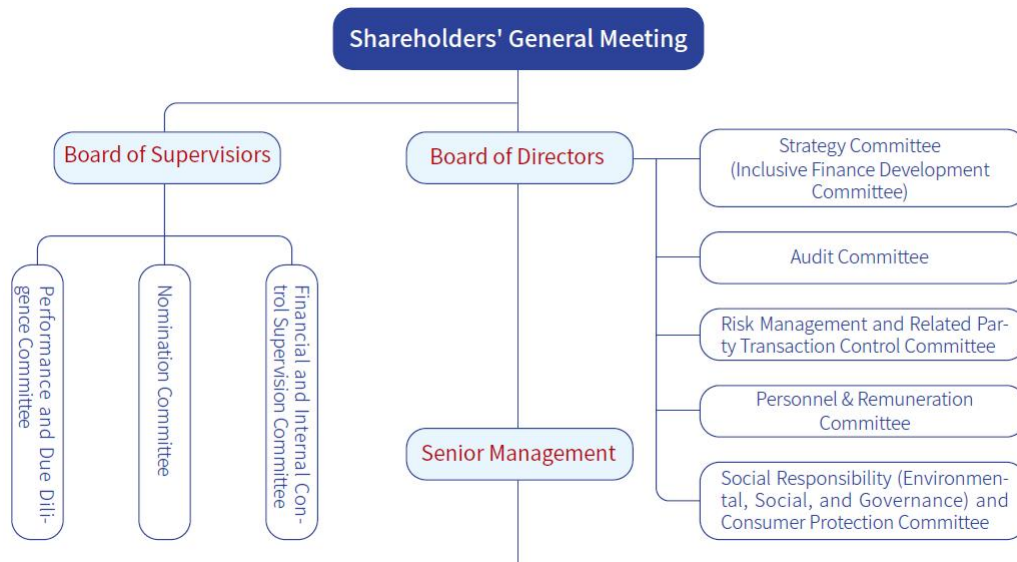 Shareholders' General Meeting
Board of Supervisiors
Board of Directors
Strategy Committee
(Inclusive Finance Development
Committee)
Audit Committee
Risk Management and Related Par-
ty Transaction Control Committee
Personnel & Remuneration
Committee
Social Responsibility (Environmen-
tal, Social, and Governance) and
Consumer Protection Committee
Performance and Due Dili-
gence Committee
Nomination Committee
Financial and Internal Con-
trol Supervision Committee
Senior Management